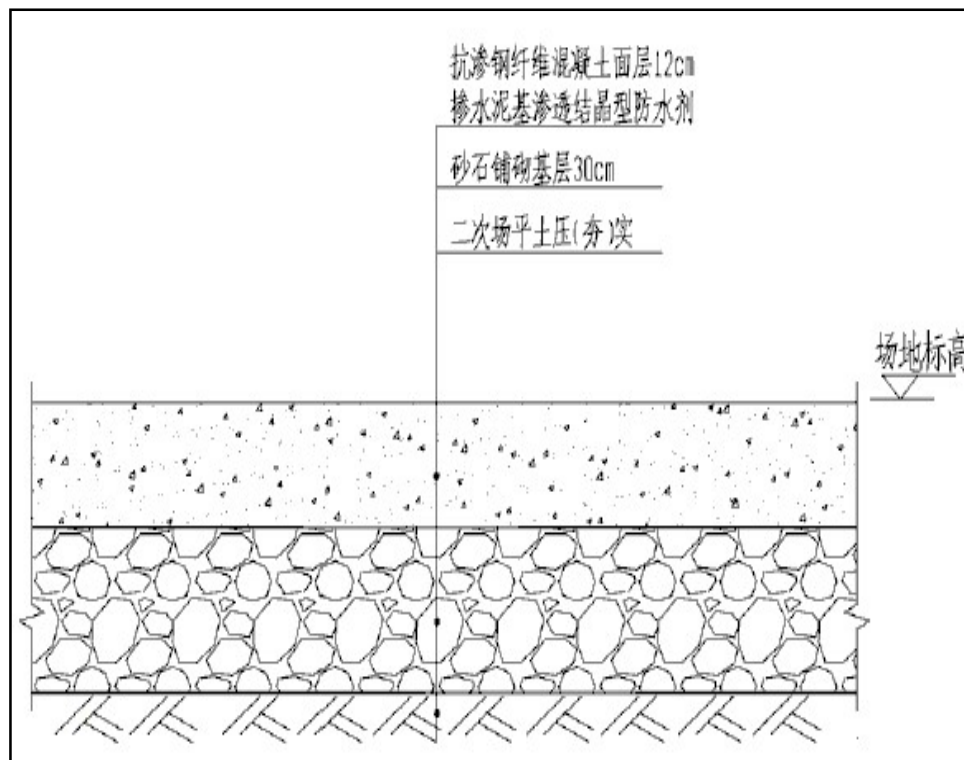 抗渗钢纤维混凝土面层12cm
掺水泥基渗透结晶型防水剂
砂石铺砌基层30cm
二次场平土压(夯)实
场地标高